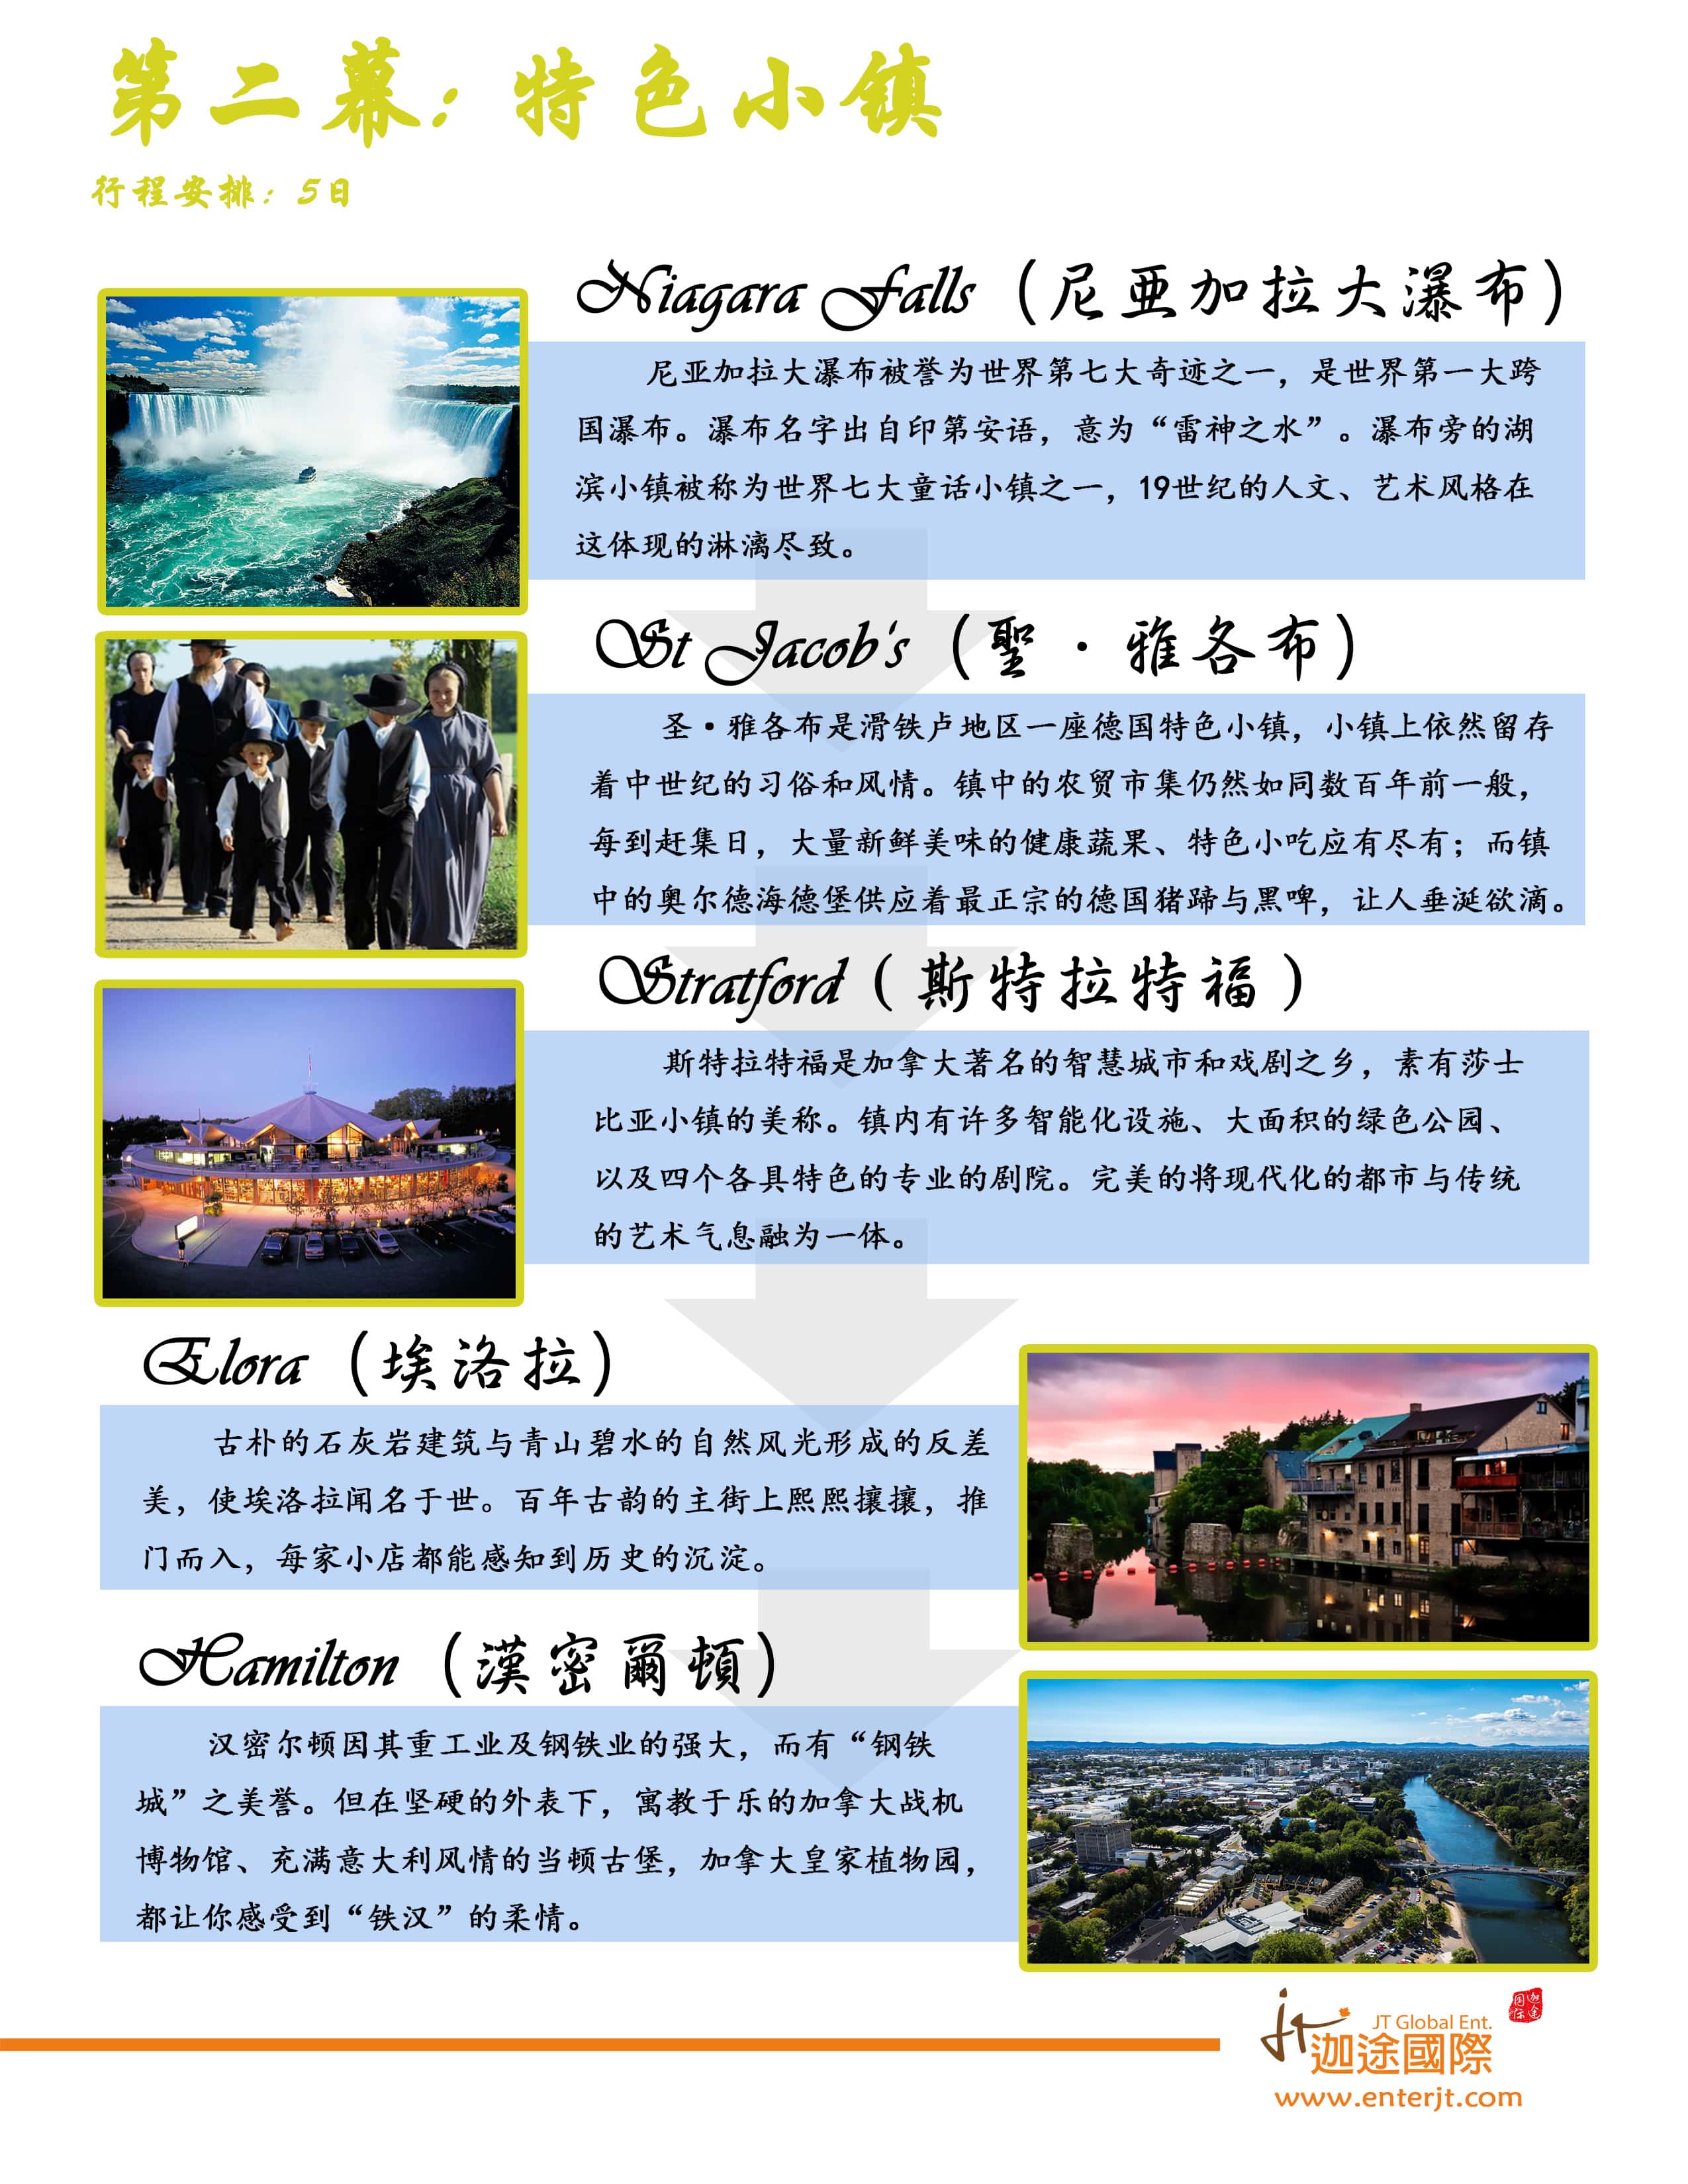 第二幕：特色小镇
行程安排：5日
Niagara Falls（尼亚加拉大瀑布）
尼亚加拉大瀑布被誉为世界第七大奇迹之一，是世界第一大跨
国瀑布。瀑布名字出自印第安语，意为“雷神之水”。瀑布旁的湖
滨小镇被称为世界七大童话小镇之一，19世纪的人文、艺术风格在
这体现的淋漓尽致。
St Jacob's（聖·雅各布）
圣·雅各布是滑铁卢地区一座德国特色小镇，小镇上依然留存
着中世纪的习俗和风情。镇中的农贸市集仍然如同数百年前一般，
每到赶集日，大量新鲜美味的健康蔬果、特色小吃应有尽有；而镇
中的奥尔德海德堡供应着最正宗的德国猪蹄与黑啤，让人垂涎欲滴。
Stratford（斯特拉特福）
斯特拉特福是加拿大著名的智慧城市和戏剧之乡，素有莎士
比亚小镇的美称。镇内有许多智能化设施、大面积的绿色公园、
以及四个各具特色的专业的剧院。完美的将现代化的都市与传统
的艺术气息融为一体。
Elora（埃洛拉）
古朴的石灰岩建筑与青山碧水的自然风光形成的反差
美，使埃洛拉闻名于世。百年古韵的主街上熙熙攘攘，推
门而入，每家小店都能感知到历史的沉淀。
Hamilton（漢密爾頓）
汉密尔顿因其重工业及钢铁业的强大，而有“钢铁
城”之美誉。但在坚硬的外表下，寓教于乐的加拿大战机
博物馆、充满意大利风情的当顿古堡，加拿大皇家植物园，
都让你感受到“铁汉”的柔情。
JT Global Ent.
迦途國際
迦途国际
www.enterjt.com